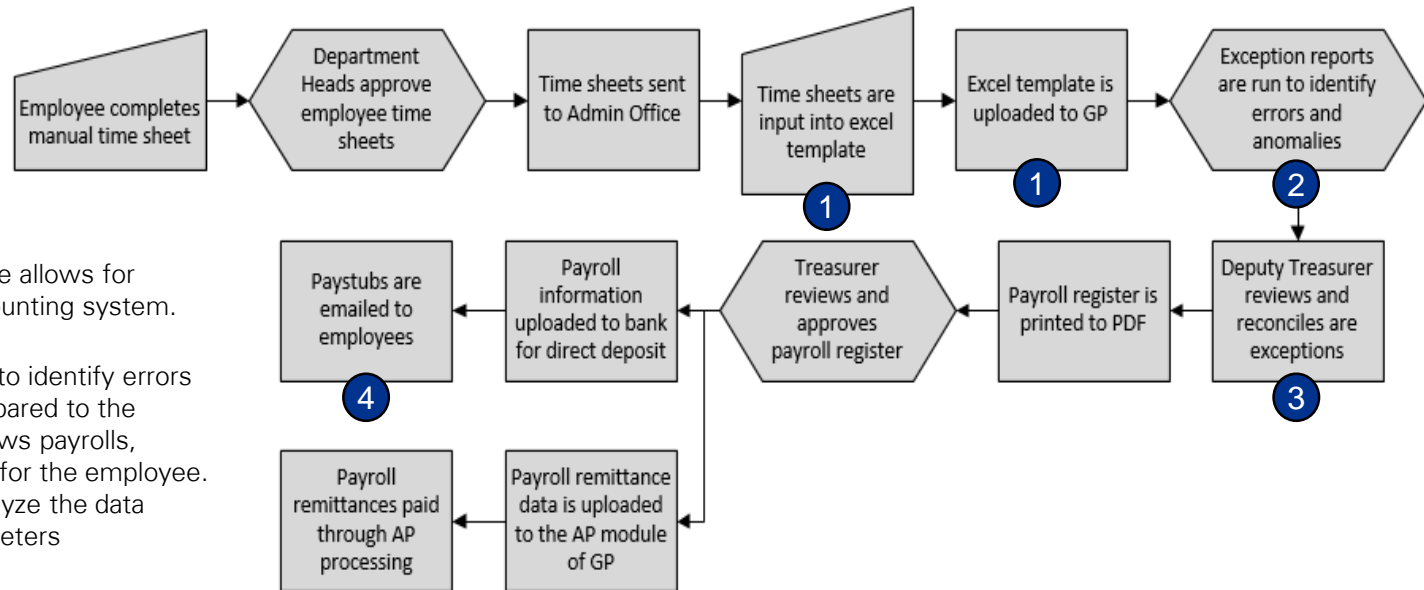 Employee completes
manual time sheet
Department
Heads approve
employee time
sheets
Time sheets sent
to Admin Office
Time sheets are
input into excel
template
1
Excel template is
uploaded to GP
1
Exception reports
are run to identify
errors and
anomalies
2
Deputy Treasurer
reviews and
reconciles are
exceptions
3
Payroll register is
printed to PDF
Treasurer
reviews and
approves
payroll register
Payroll
information
uploaded to bank
for direct deposit
Paystubs are
emailed to
employees
4
Payroll remittance
data is uploaded
to the AP module
of GP
Payroll
remittances paid
through AP
processing
e allows for
ounting system.
to identify errors
pared to the
ws payrolls,
for the employee.
lyze the data
eters